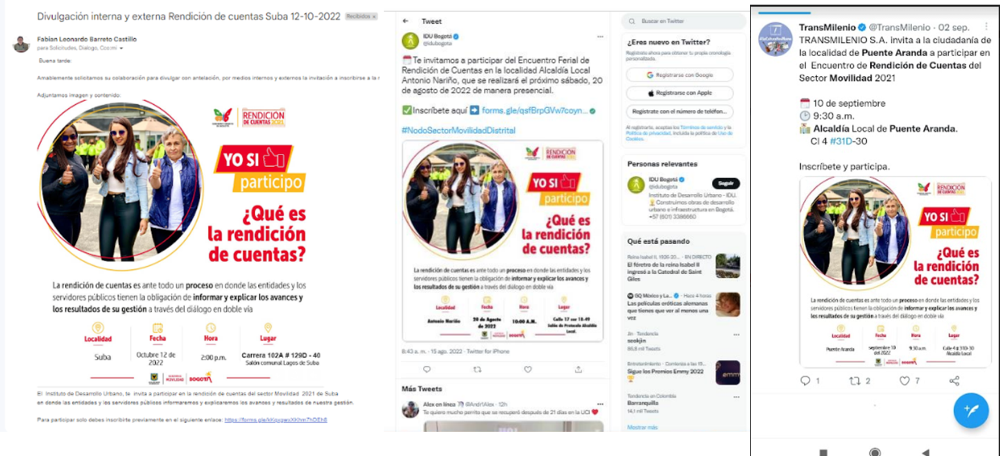 Divulgación interna y externa Rendición de cuentas Suba 12-10-2022 Recibidos x
Fabian Leonardo Barreto Castillo
para Solicitudes, Dialogo, Cco:mi
Buena tarde:
Amablemente solicitamos su colaboración para divulgar con antelación, por medios internos y externos la invitación a inscribirse a la r
Adjuntamos imagen y contenido:
RENDICIÓN
DE CUENTAS 2021
YO SI
participo
¿Qué es
la rendición
de cuentas?
La rendición de cuentas es ante todo un proceso en donde las entidades y los
servidores públicos tienen la obligación de informar y explicar los avances y
los resultados de su gestión a través del diálogo en doble vía
Localidad Fecha Hora Lugar
Suba
Octubre 12 de
2022
2:00 p.m.
Carrera 102A # 129D - 40
Salón comunal Lagos de Suba
MOVILIDAD BOGOTÁ
El Instituto de Desarrollo Urbano, te invita a participar en la rendición de cuentas del sector Movilidad 2021 de Suba
en donde las entidades y los servidores públicos informaremos y explicaremos los avances y resultados de nuestra gestión.
Para participar solo debes inscribirte previamente en el siguiente enlace:
Tweet
IDU Bogotá
@idubogota
Te invitamos a participar del Encuentro Ferial de
Rendición de Cuentas en la localidad Alcaldía Local
Antonio Nariño, que se realizará el próximo sábado, 20
de agosto de 2022 de manera presencial.
Inscríbete aquí forms.gle/qsfBrpGVw7coyn...
#NodoSectorMovilidadDistrital
RENDICIÓN
DE CUENTAS 2021
YO SI
participo
¿Qué es
la rendición
de cuentas?
La rendición de cuentas es ante todo un proceso en donde las entidades y los
servidores públicos tienen la obligación de informar y explicar los avances y
los resultados de su gestión a través del diálogo en doble vía
Localidad Fecha Hora Lugar
Antonio Nariño
20 de Agosto
de 2022
10:00 A.M.
Calle 17 sur 18-49
Salón de Protocolo Alcaldía
Local.
BOGOTÁ
8:43 a. m. · 15 ago. 2022 · Twitter for iPhone
Más Tweets
Alex en línea @Andr1Alex · 12h
Te quiero mucho perrito que se recuperó después de 21 días en la UCI
Buscar en Twitter
¿Eres nuevo en Twitter?
Regístrate ahora para obtener tu propia cronología
personalizada.
Registrarse con Google
Registrarse con Apple
Regístrate con el número de teléfon...
Al registrarte, aceptas los Términos de servicio y la
Política de privacidad, incluida la política de Uso de
Cookies.
Personas relevantes
IDU Bogotá
@idubogota
Seguir
Instituto de Desarrollo Urbano - IDU.
Construimos obras de desarrollo
urbano e infraestructura en Bogotá.
+57 (601) 3386660
Qué está pasando
Reina Isabel II, 1926-20... · EN DIRECTO
El féretro de la reina Isabel II
ingresó a la Catedral de Saint
Giles
GQ México y La... · Hace 4 horas
Las películas eróticas alemanas
que tienes que ver al menos una
vez
Jin · Tendencia
seokjin
Entretenimiento · Comienza a las 19...
Sigue los Premios Emmy 2022
emm
Tendencia en Colombia
Barranquilla
14,1 mil Tweets
Mostrar más
TransMilenio @TransMilenio · 02 sep.
TRANSMILENIO S.A. invita a la ciudadanía de
la localidad de Puente Aranda a participar en
el Encuentro de Rendición de Cuentas del
Sector Movilidad 2021
10 de septiembre
9:30 a.m.
Alcaldía Local de Puente Aranda.
Cl 4 #31D-30
Inscríbete y participa.
RENDICIÓN
DE CUENTAS 2021
YO SI
participo
¿Qué es
la rendición
de cuentas?
La rendición de cuentas es ante todo un proceso en donde las entidades y los
servidores públicos tienen la obligación de informar y explicar los avances y
los resultados de su gestión a través del diálogo en doble vía
Localidad Fecha Hora Lugar
Puente Aranda
septiembre 10
del 2022
9:30 a.m.
Calle 4 # 31D-30
Alcaldía Local
BOGOTÁ
1 2 7